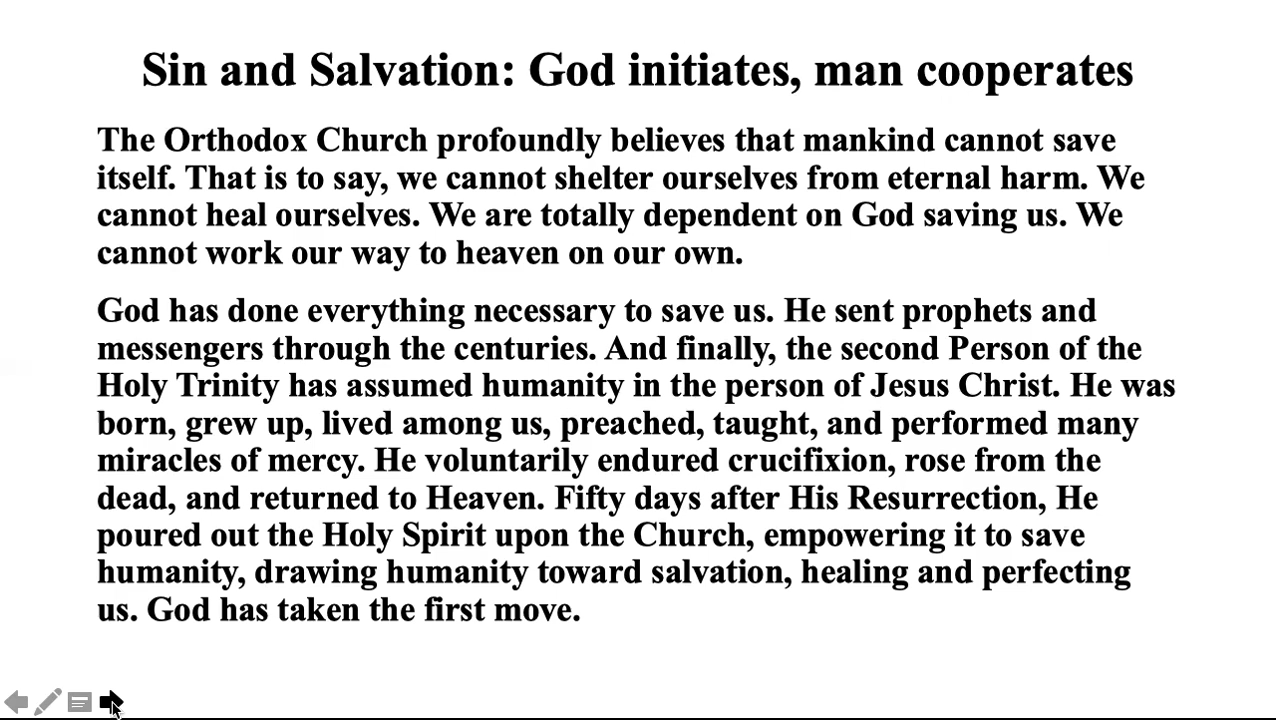 Sin and Salvation: God initiates, man cooperates
The Orthodox Church profoundly believes that mankind cannot save
itself. That is to say, we cannot shelter ourselves from eternal harm. We
cannot heal ourselves. We are totally dependent on God saving us. We
cannot work our way to heaven on our own.
God has done everything necessary to save us. He sent prophets and
messengers through the centuries. And finally, the second Person of the
Holy Trinity has assumed humanity in the person of Jesus Christ. He was
born, grew up, lived among us, preached, taught, and performed many
miracles of mercy. He voluntarily endured crucifixion, rose from the
dead, and returned to Heaven. Fifty days after His Resurrection, He
poured out the Holy Spirit upon the Church, empowering it to save
humanity, drawing humanity toward salvation, healing and perfecting
us. God has taken the first move.